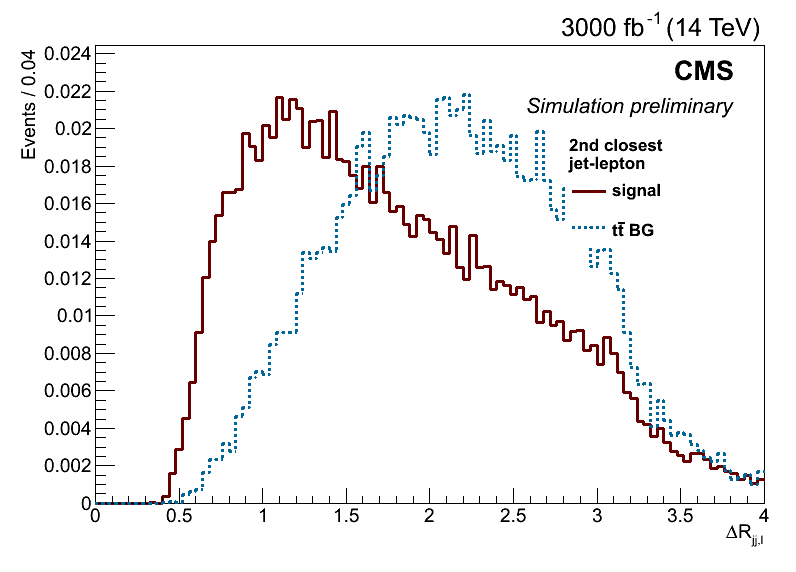 3000 fb⁻¹ (14 TeV)
Events / 0.04
0.024
0.022
0.02
0.018
0.016
0.014
0.012
0.01
0.008
0.006
0.004
0.002
0
CMS
Simulation preliminary
2nd closest
jet-lepton
signal
tt̄ BG
0 0.5 1 1.5 2 2.5 3 3.5 4
ΔR_jj,l